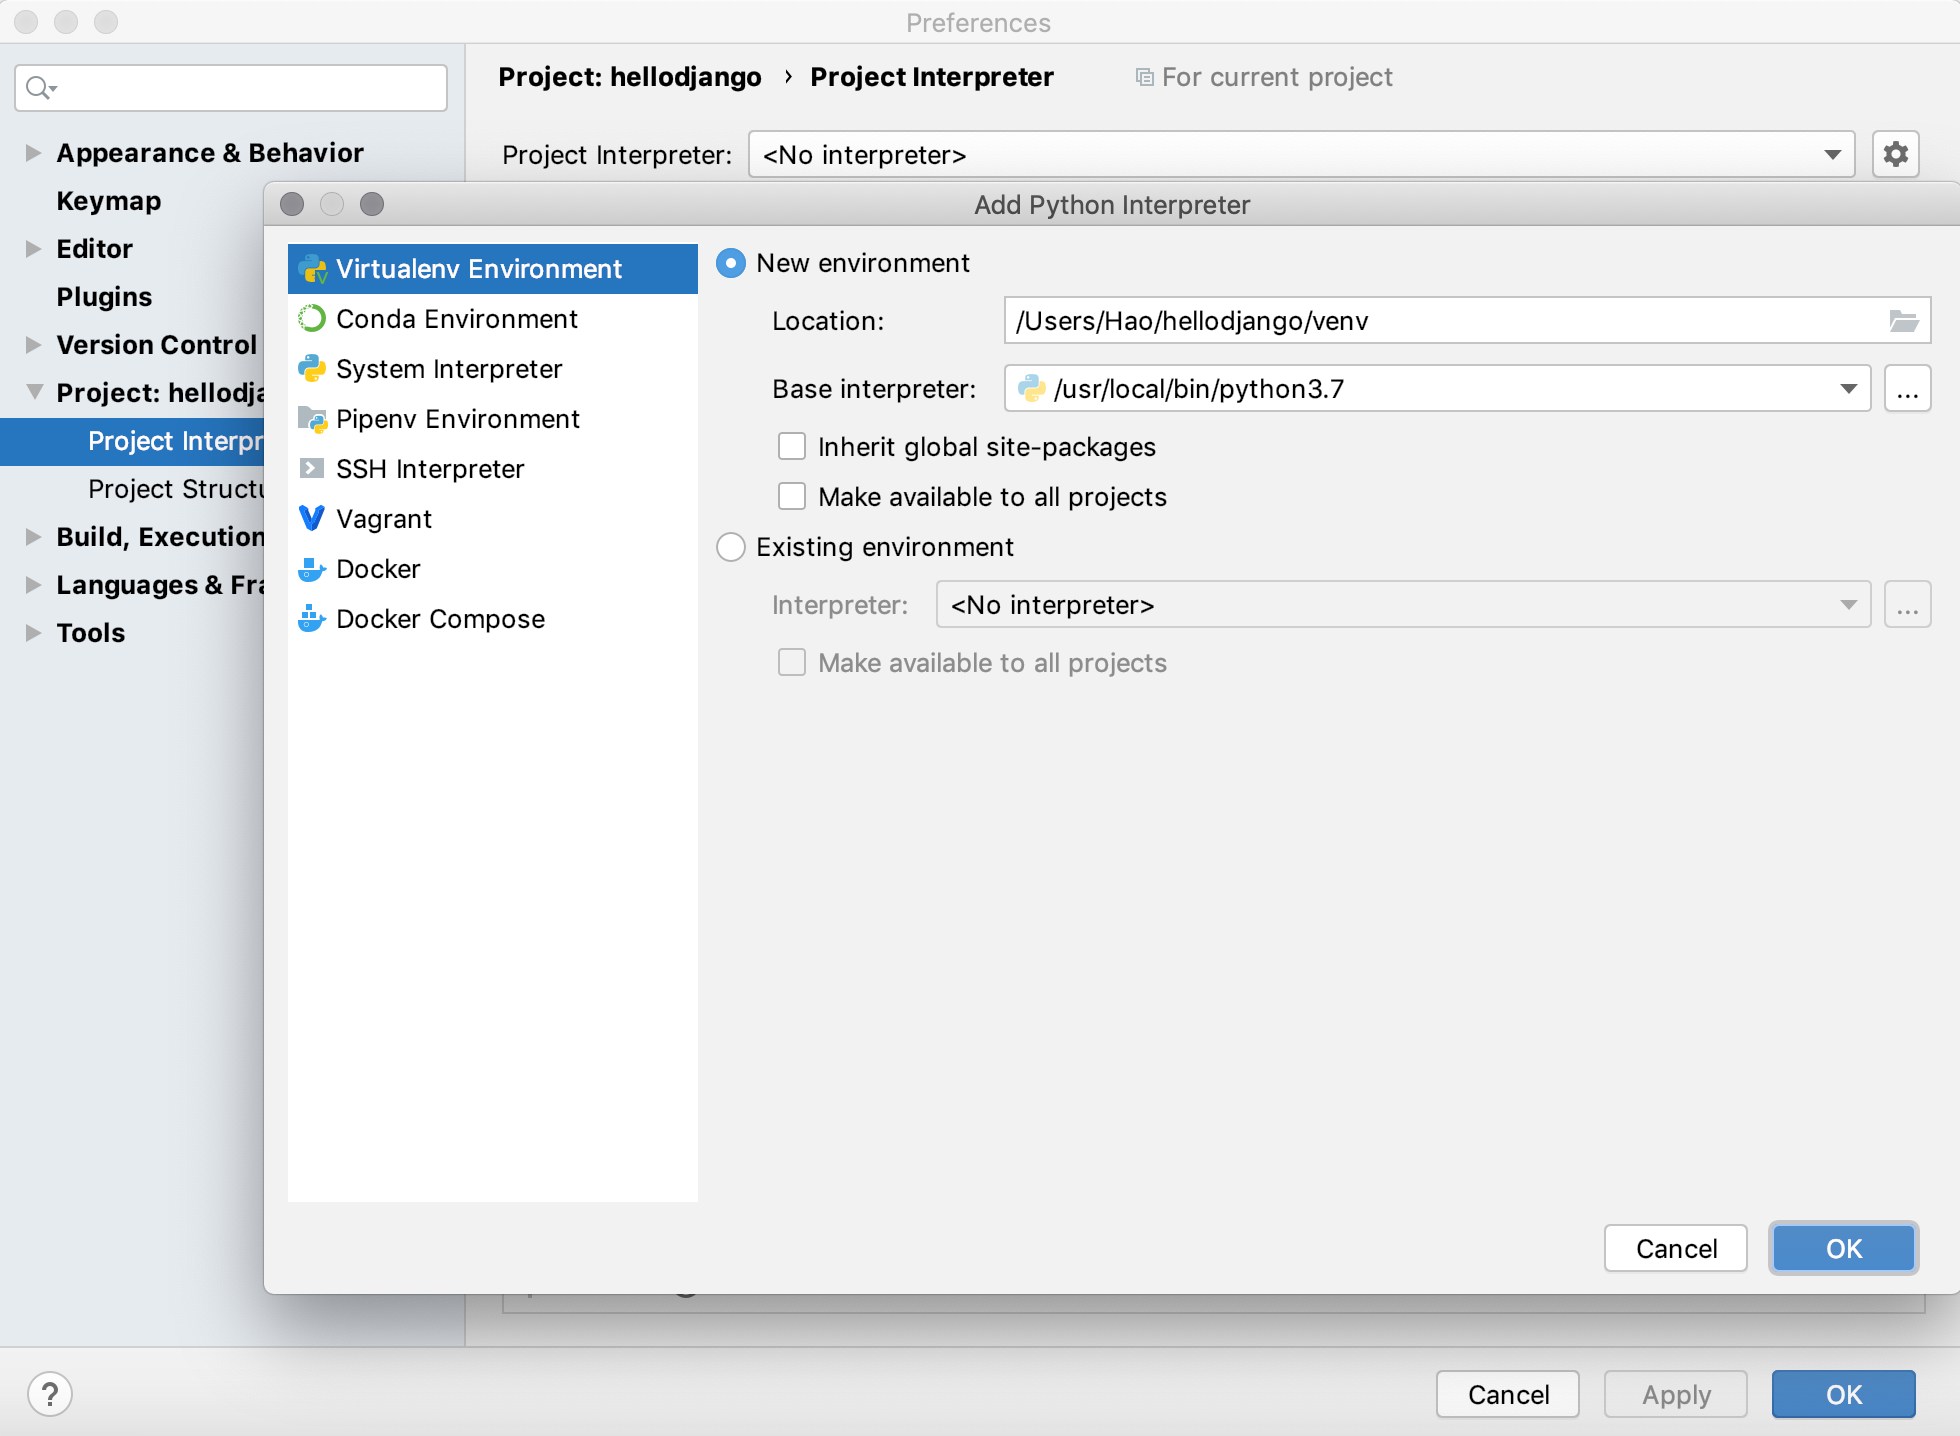 Preferences
Project: hellodjango › Project Interpreter For current project
Project Interpreter: <No interpreter>
Appearance & Behavior
Keymap
Editor
Plugins
Version Control
Project: hellodja
Project Interpr
Project Structu
Build, Execution
Languages & Fra
Tools
Add Python Interpreter
Virtualenv Environment
Conda Environment
System Interpreter
Pipenv Environment
SSH Interpreter
Vagrant
Docker
Docker Compose
New environment
Location: /Users/Hao/hellodjango/venv
Base interpreter: /usr/local/bin/python3.7 ...
Inherit global site-packages
Make available to all projects
Existing environment
Interpreter: <No interpreter> ...
Make available to all projects
Cancel OK
? Cancel Apply OK